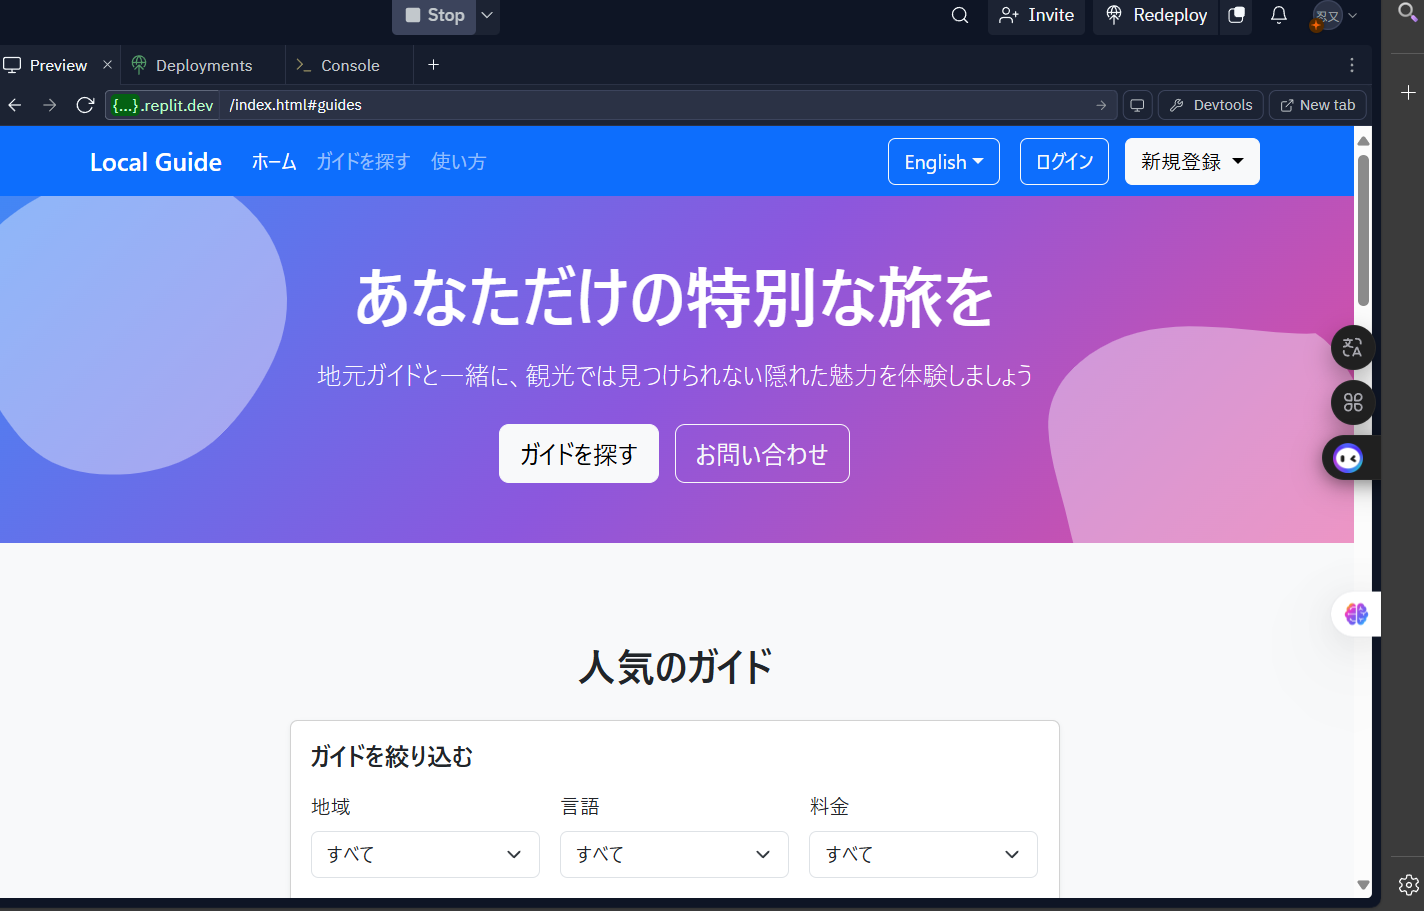 Stop
Invite
Redeploy
Preview
Deployments
Console
{...}.replit.dev
/index.html#guides
Devtools
New tab
Local Guide
ホーム
ガイドを探す
使い方
English
ログイン
新規登録
あなただけの特別な旅を
地元ガイドと一緒に、観光では見つけられない隠れた魅力を体験しましょう
ガイドを探す
お問い合わせ
人気のガイド
ガイドを絞り込む
地域
言語
料金
すべて
すべて
すべて